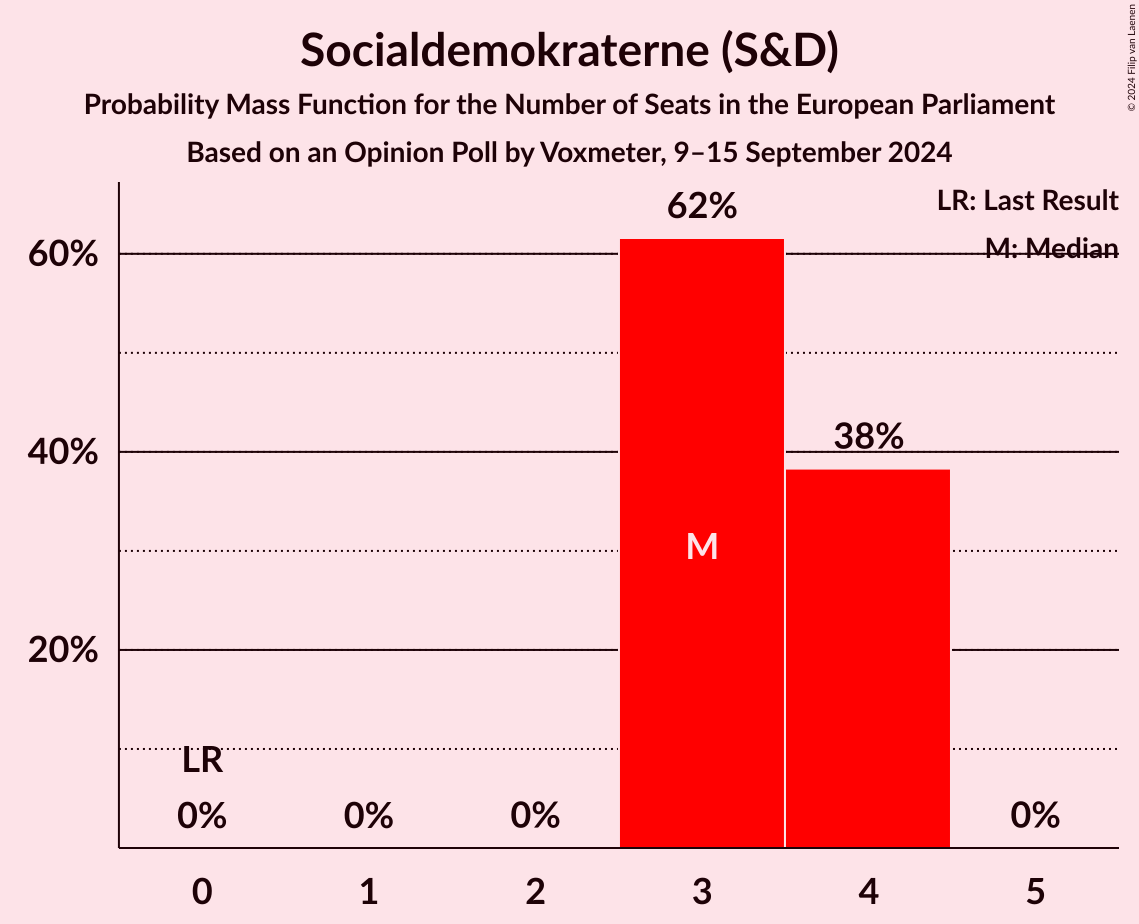 Socialdemokraterne (S&D)
Probability Mass Function for the Number of Seats in the European Parliament
Based on an Opinion Poll by Voxmeter, 9–15 September 2024
© 2024 Filip van Laenen
LR: Last Result
M: Median
62%
60%
40%
38%
M
20%
LR
0%
0%
0%
0%
0
1
2
3
4
5